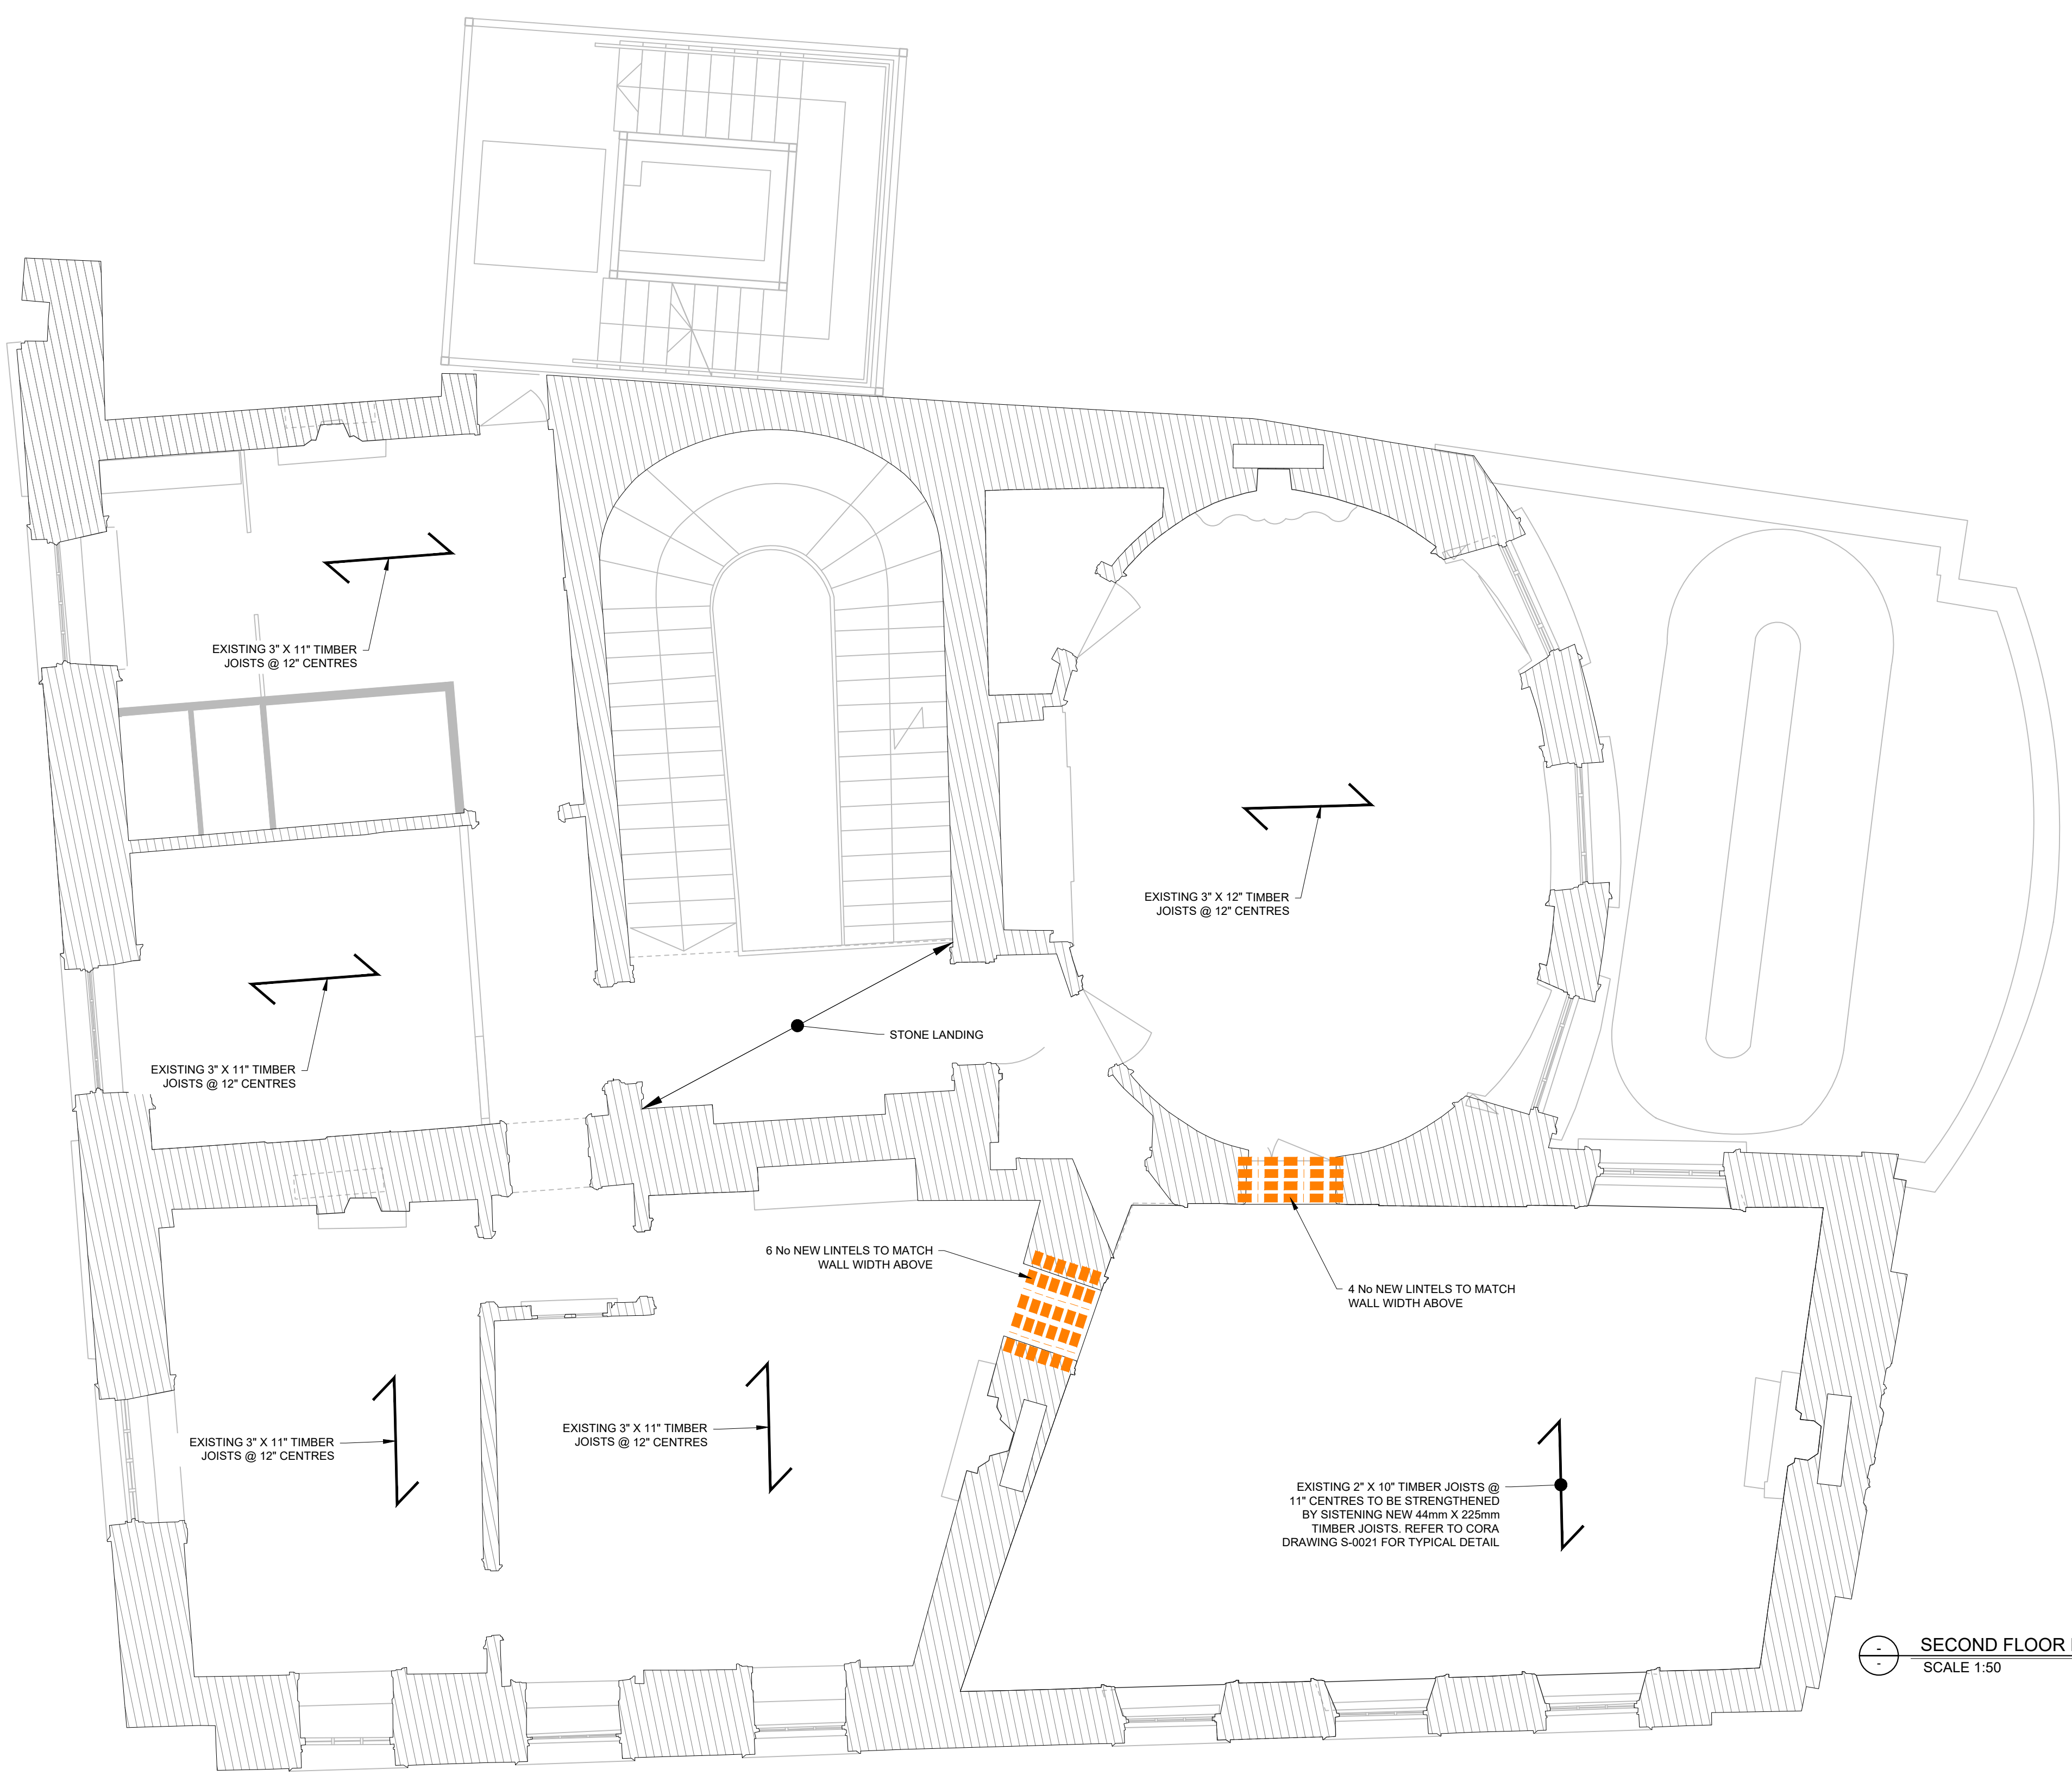 EXISTING 3" X 11" TIMBER
JOISTS @ 12" CENTRES
EXISTING 3" X 12" TIMBER
JOISTS @ 12" CENTRES
STONE LANDING
EXISTING 3" X 11" TIMBER
JOISTS @ 12" CENTRES
6 No NEW LINTELS TO MATCH
WALL WIDTH ABOVE
4 No NEW LINTELS TO MATCH
WALL WIDTH ABOVE
EXISTING 3" X 11" TIMBER
JOISTS @ 12" CENTRES
EXISTING 3" X 11" TIMBER
JOISTS @ 12" CENTRES
EXISTING 2" X 10" TIMBER JOISTS @
11" CENTRES TO BE STRENGTHENED
BY SISTENING NEW 44mm X 225mm
TIMBER JOISTS. REFER TO CORA
DRAWING S-0021 FOR TYPICAL DETAIL
-
-
SECOND FLOOR
SCALE 1:50